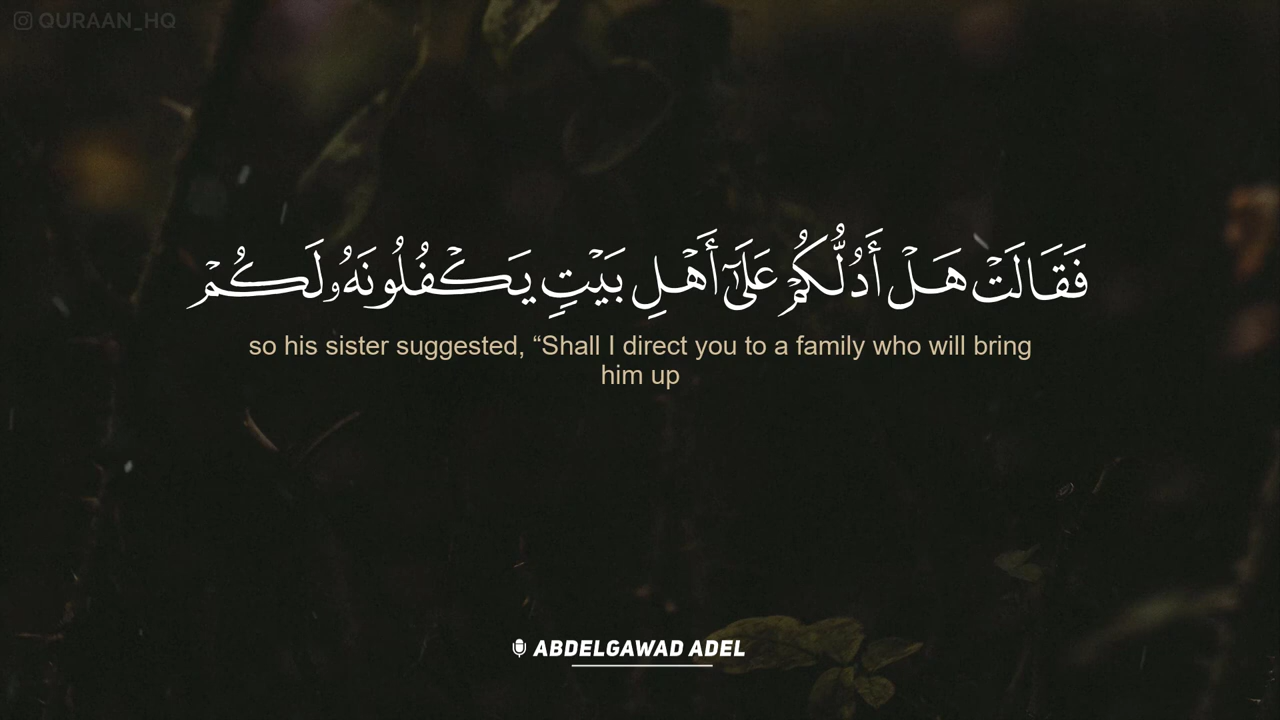 QURAAN_HQ
فَقَالَتْ هَلْ أَدُلُّكُمْ عَلَىٰٓ أَهْلِ بَيْتٍ يَكْفُلُونَهُۥ لَكُمْ
so his sister suggested, “Shall I direct you to a family who will bring
him up
ABDELGAWAD ADEL